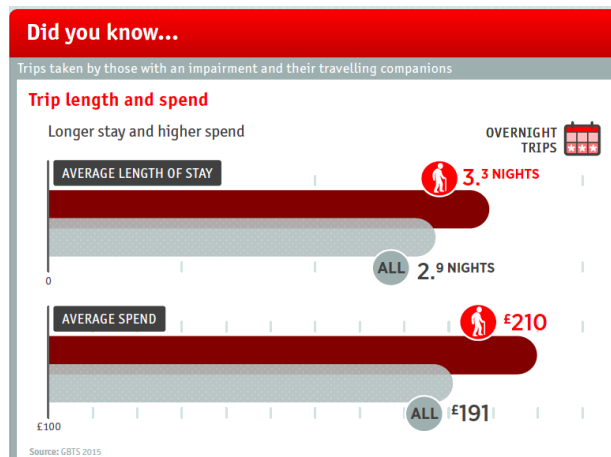 Did you know...
Trips taken by those with an impairment and their travelling companions
Trip length and spend
Longer stay and higher spend
OVERNIGHT
TRIPS
AVERAGE LENGTH OF STAY
3.3 NIGHTS
ALL
2.9 NIGHTS
0
AVERAGE SPEND
£210
ALL
£191
£100
Source: GBTS 2015